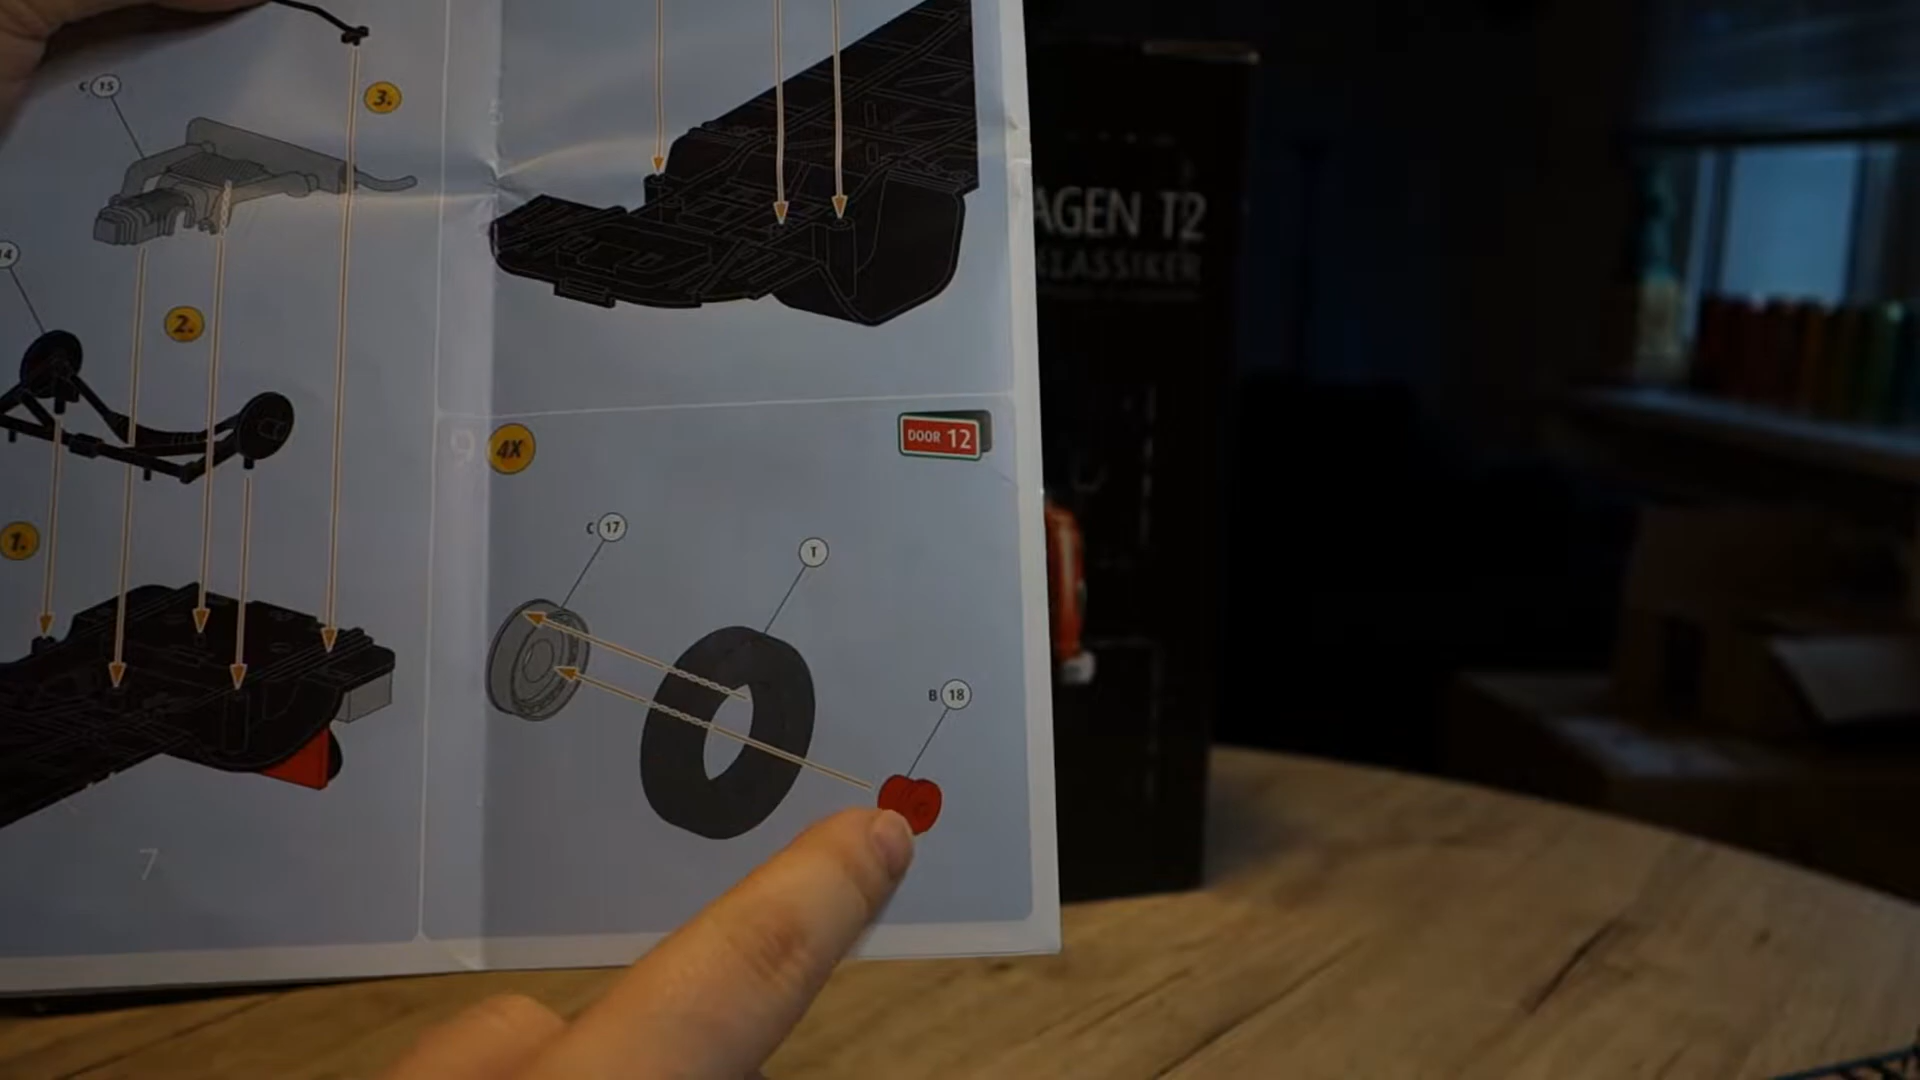 C 15
3.
14
2.
1.
7
9
4X
DOOR 12
C 17
T
B 18
AGEN T2
KLASSIKER